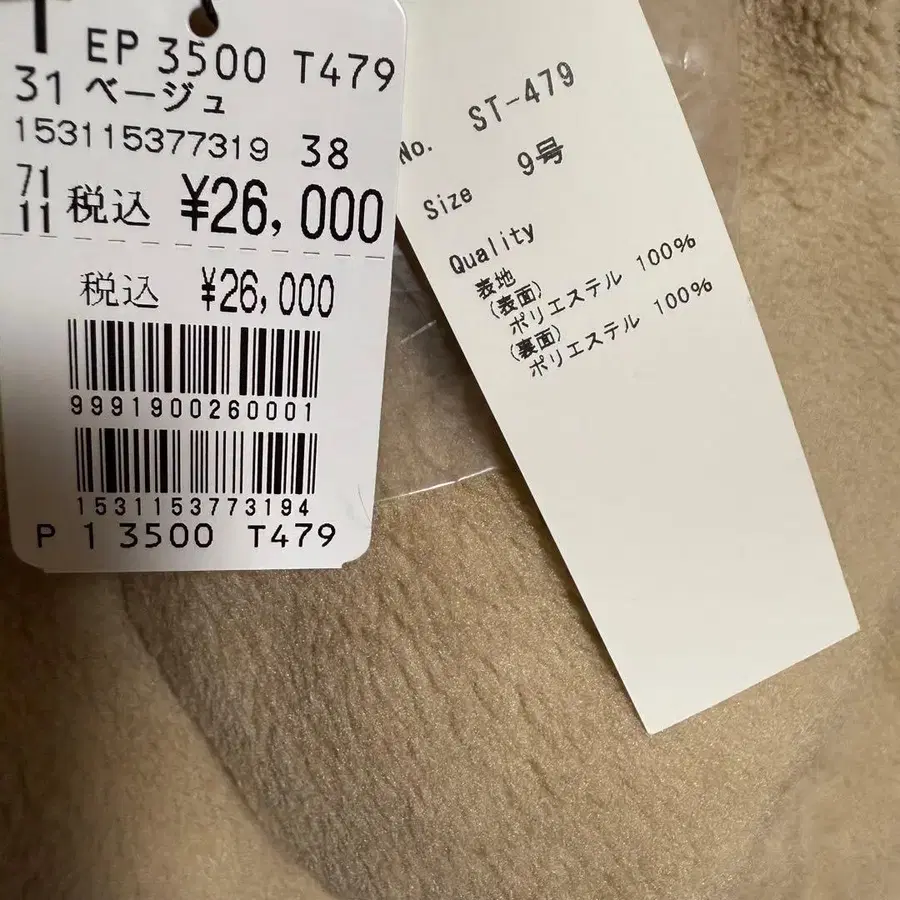 T
EP 3500 T479
31 ベージュ
153115377319 38
71
11 税込 ¥26,000
税込 ¥26,000
9991900260001
1531153773194
P 1 3500 T479
No. ST-479
Size 9号
Quality
表地
(表面)
ポリエステル 100%
(裏面)
ポリエステル 100%